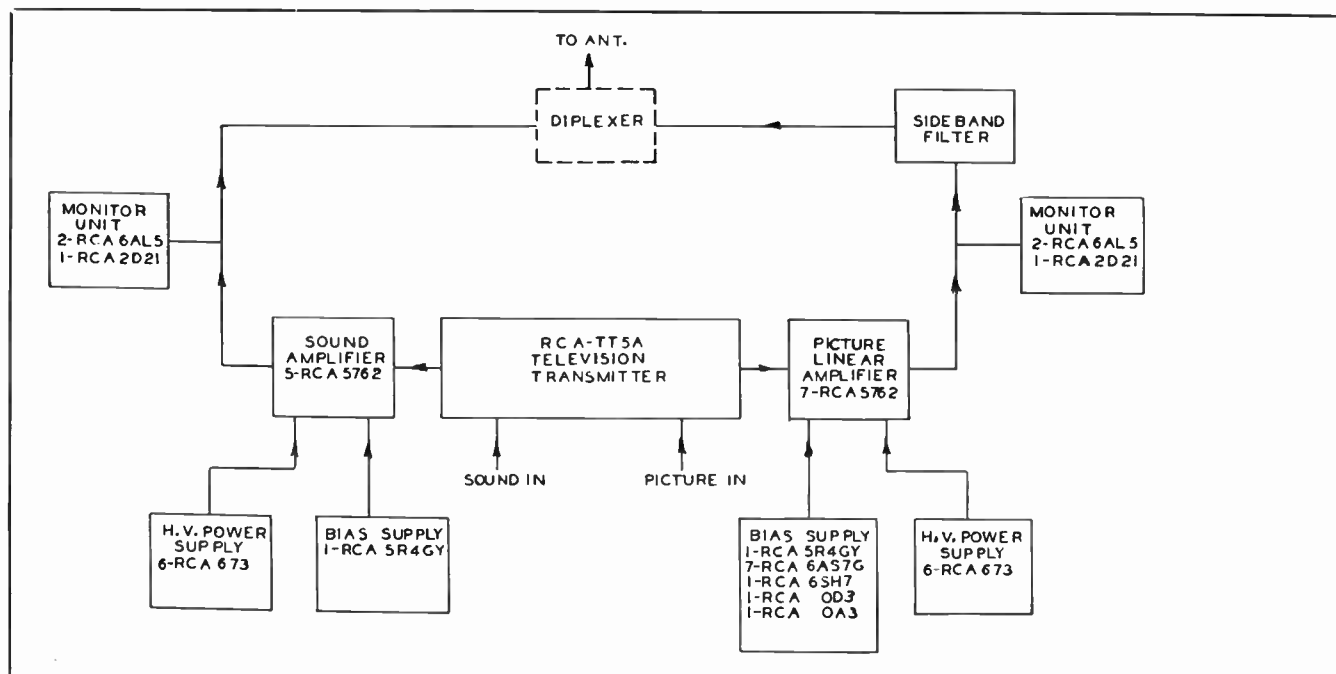 TO ANT.
DIPLEXER
SIDEBAND
FILTER
MONITOR
UNIT
2-RCA 6AL5
1-RCA 2D21
MONITOR
UNIT
2-RCA 6AL5
1-RCA 2D21
SOUND
AMPLIFIER
5-RCA 5762
RCA-TT5A
TELEVISION
TRANSMITTER
PICTURE
LINEAR
AMPLIFIER
7-RCA 5762
SOUND IN
PICTURE IN
H.V. POWER
SUPPLY
6-RCA 673
BIAS SUPPLY
1-RCA 5R4GY
BIAS SUPPLY
1-RCA 5R4GY
7-RCA 6AS7G
1-RCA 6SH7
1-RCA OD3
1-RCA OA3
H.V. POWER
SUPPLY
6-RCA 673